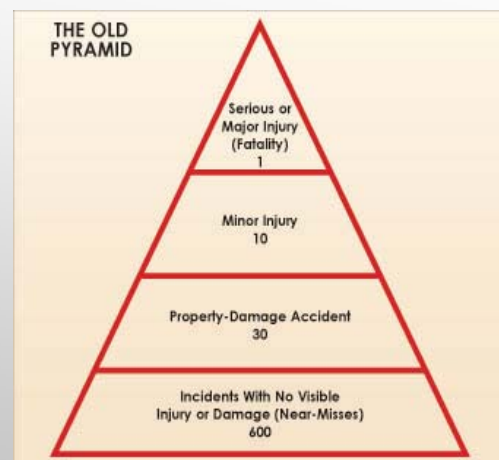 THE OLD
PYRAMID
Serious or
Major Injury
(Fatality)
1
Minor Injury
10
Property-Damage Accident
30
Incidents With No Visible
Injury or Damage (Near-Misses)
600